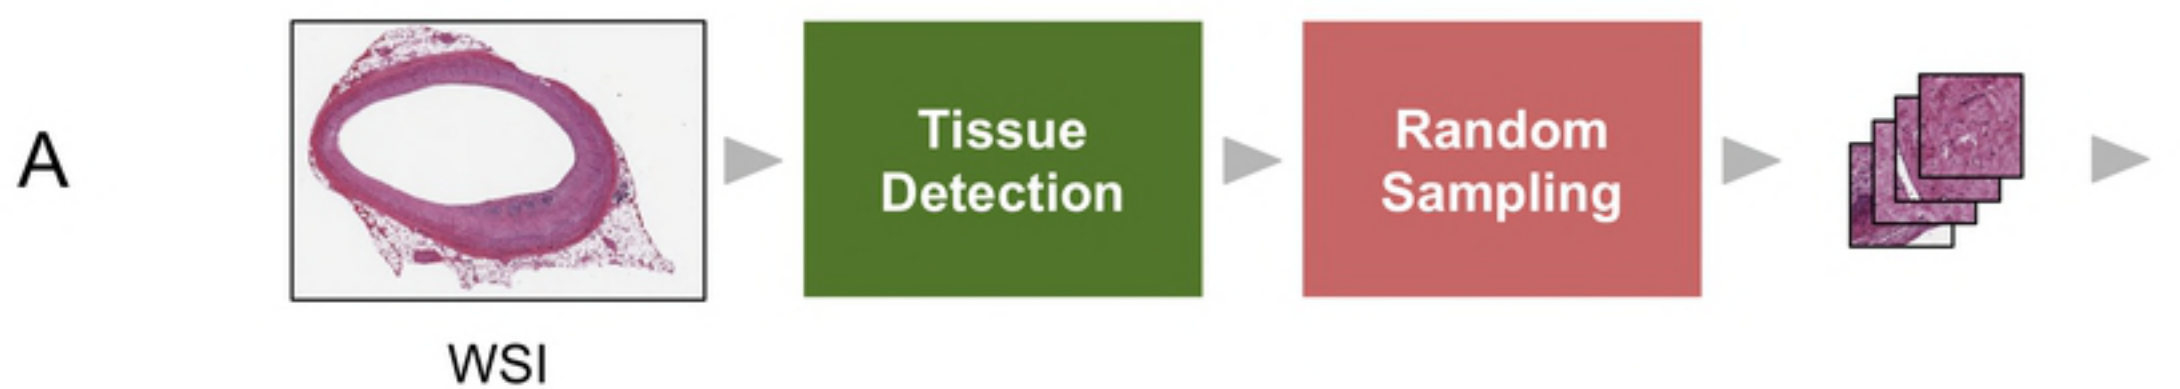 A
Tissue
Detection
Random
Sampling
WSI